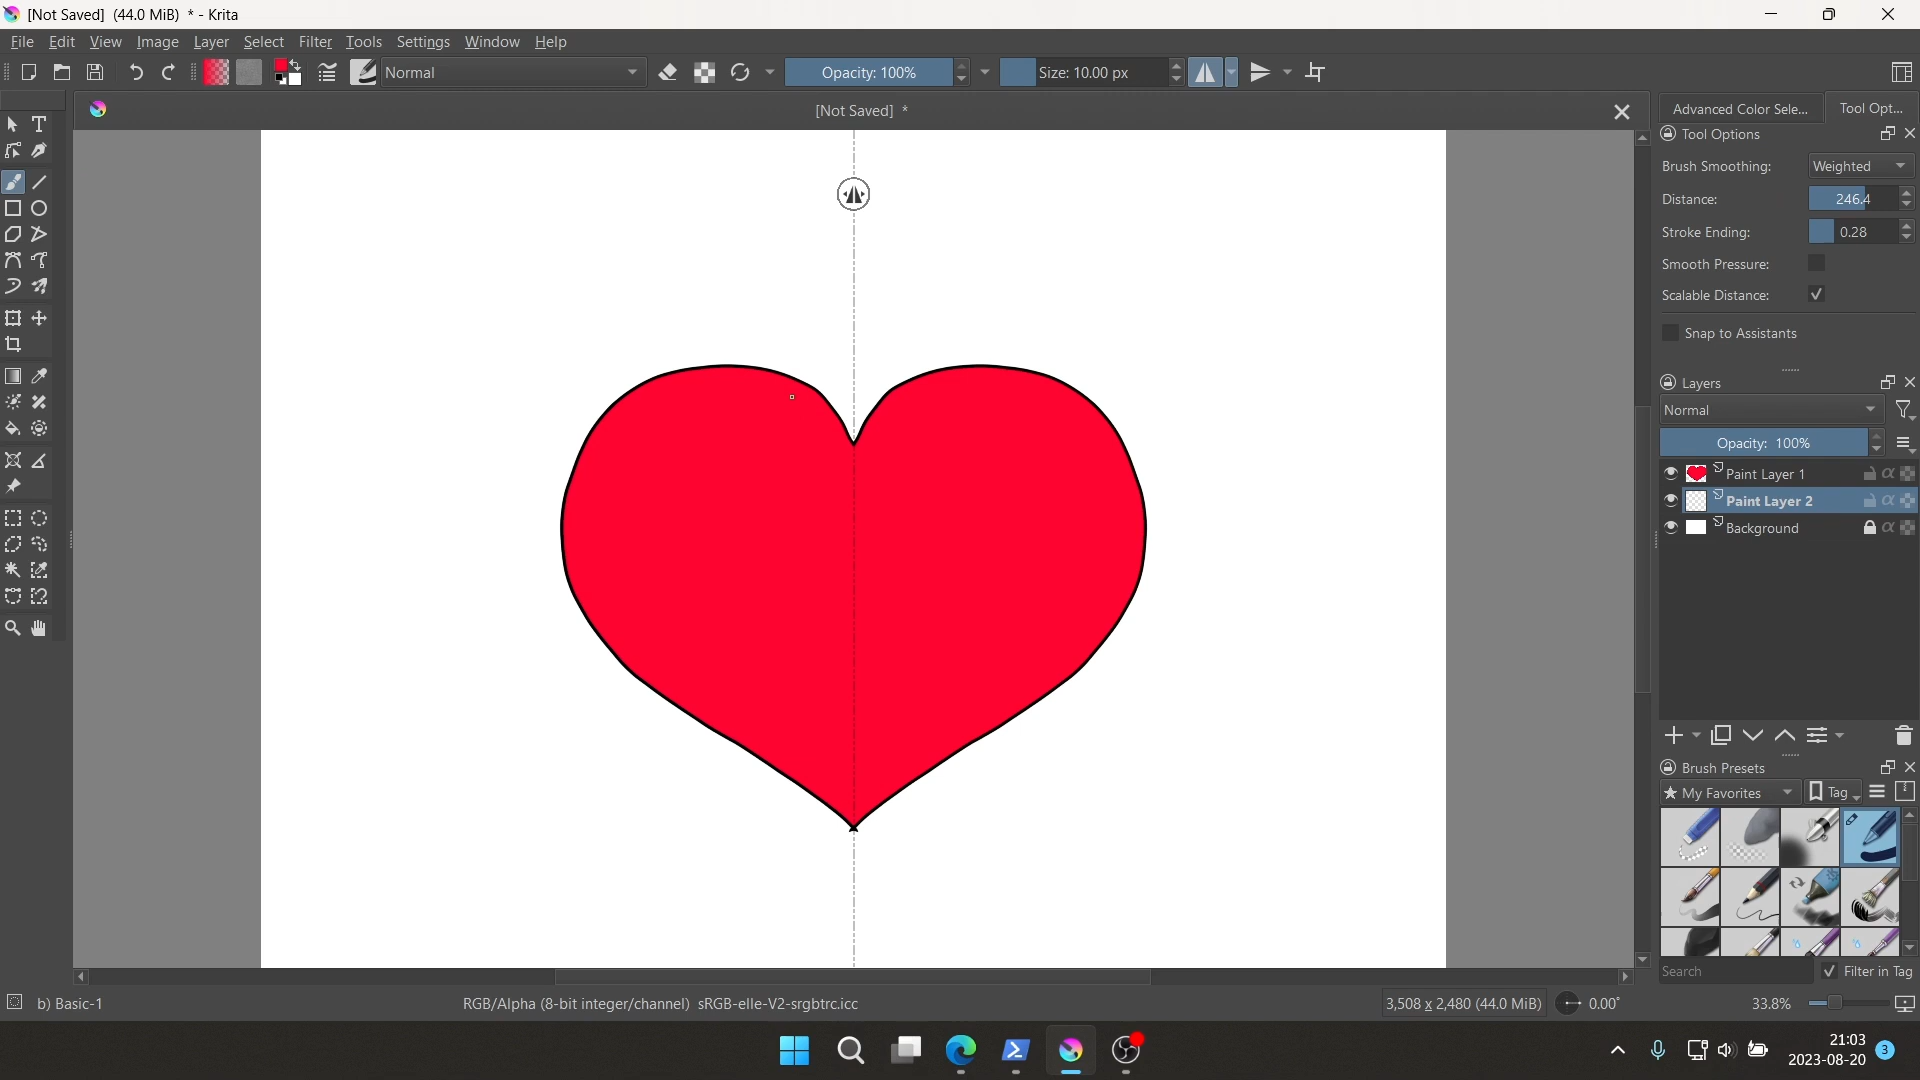 [Not Saved] (44.0 MiB) * - Krita
File Edit View Image Layer Select Filter Tools Settings Window Help
Normal Opacity: 100% Size: 10.00 px
[Not Saved] *
Advanced Color Sele... Tool Opt...
Tool Options
Brush Smoothing: Weighted
Distance: 246.4
Stroke Ending: 0.28
Smooth Pressure:
Scalable Distance:
Snap to Assistants
Layers
Normal
Opacity: 100%
Paint Layer 1
Paint Layer 2
Background
Brush Presets
My Favorites Tag
Search Filter in Tag
b) Basic-1 RGB/Alpha (8-bit integer/channel) sRGB-elle-V2-srgbtrc.icc 3,508 x 2,480 (44.0 MiB) 0.00° 33.8%
21:03
2023-08-20 3